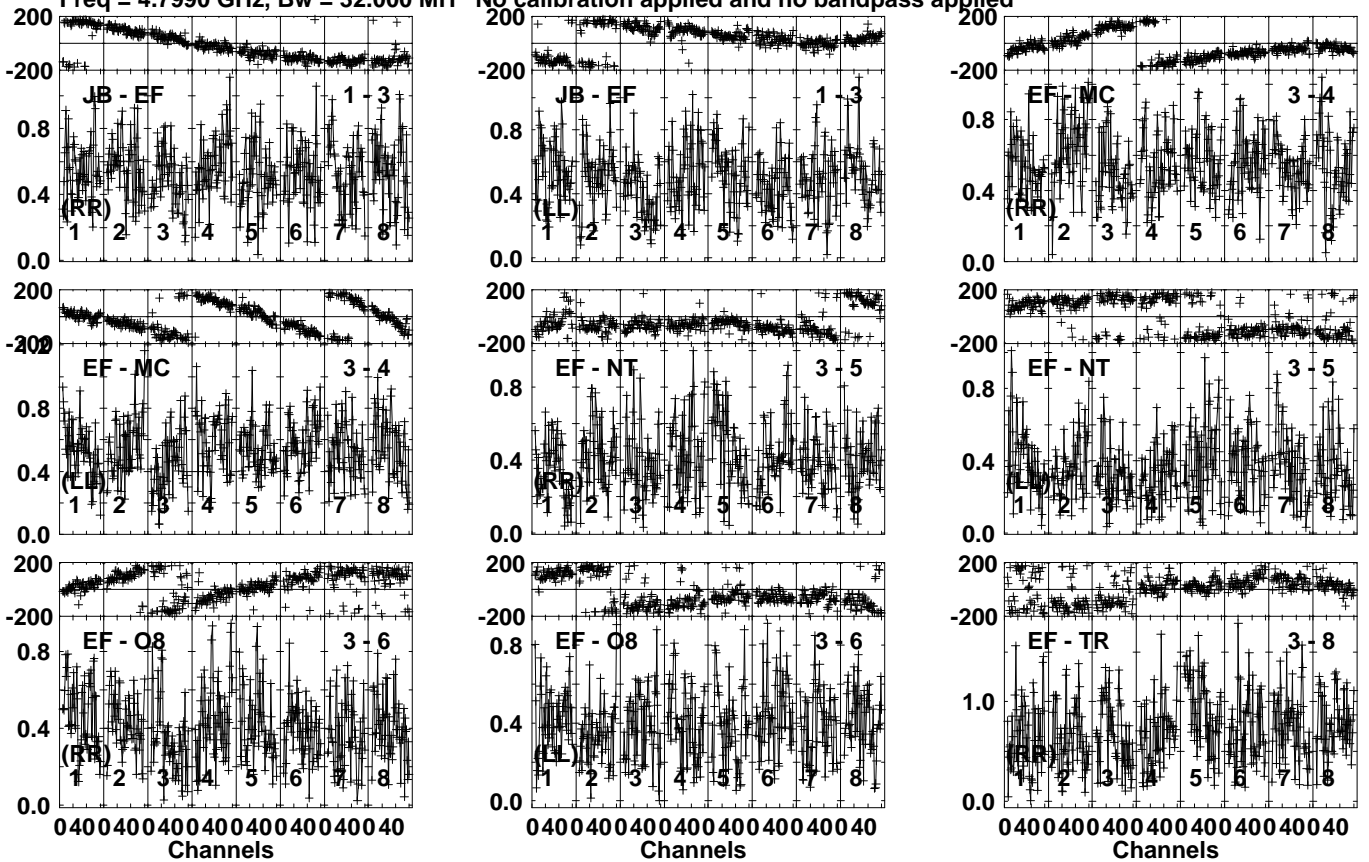 Freq = 4.7990 GHz, Bw = 32.000 MH No calibration applied and no bandpass applied
200 200 200
-200 -200 -200
JB - EF 1 - 3 JB - EF 1 - 3 EF - MC 3 - 4
0.8 0.8 0.8
0.4 0.4 0.4
(RR) (LL) (RR)
1 2 3 4 5 6 7 8 1 2 3 4 5 6 7 8 1 2 3 4 5 6 7 8
0.0 0.0 0.0
200 200 200
-200 -200 -200
1.2
EF - MC 3 - 4 EF - NT 3 - 5 EF - NT 3 - 5
0.8 0.8 0.8
0.4 0.4 0.4
(LL) (RR) (LL)
1 2 3 4 5 6 7 8 1 2 3 4 5 6 7 8 1 2 3 4 5 6 7 8
0.0 0.0 0.0
200 200 200
-200 -200 -200
EF - O8 3 - 6 EF - O8 3 - 6 EF - TR 3 - 8
0.8 0.8 1.0
0.4 0.4
(RR) (LL) (RR)
1 2 3 4 5 6 7 8 1 2 3 4 5 6 7 8 1 2 3 4 5 6 7 8
0.0 0.0 0.0
0 40 0 40 0 40 0 40 0 40 0 40 0 40 0 40 0 40 0 40 0 40 0 40 0 40 0 40 0 40 0 40 0 40 0 40 0 40 0 40 0 40 0 40 0 40 0 40
Channels Channels Channels